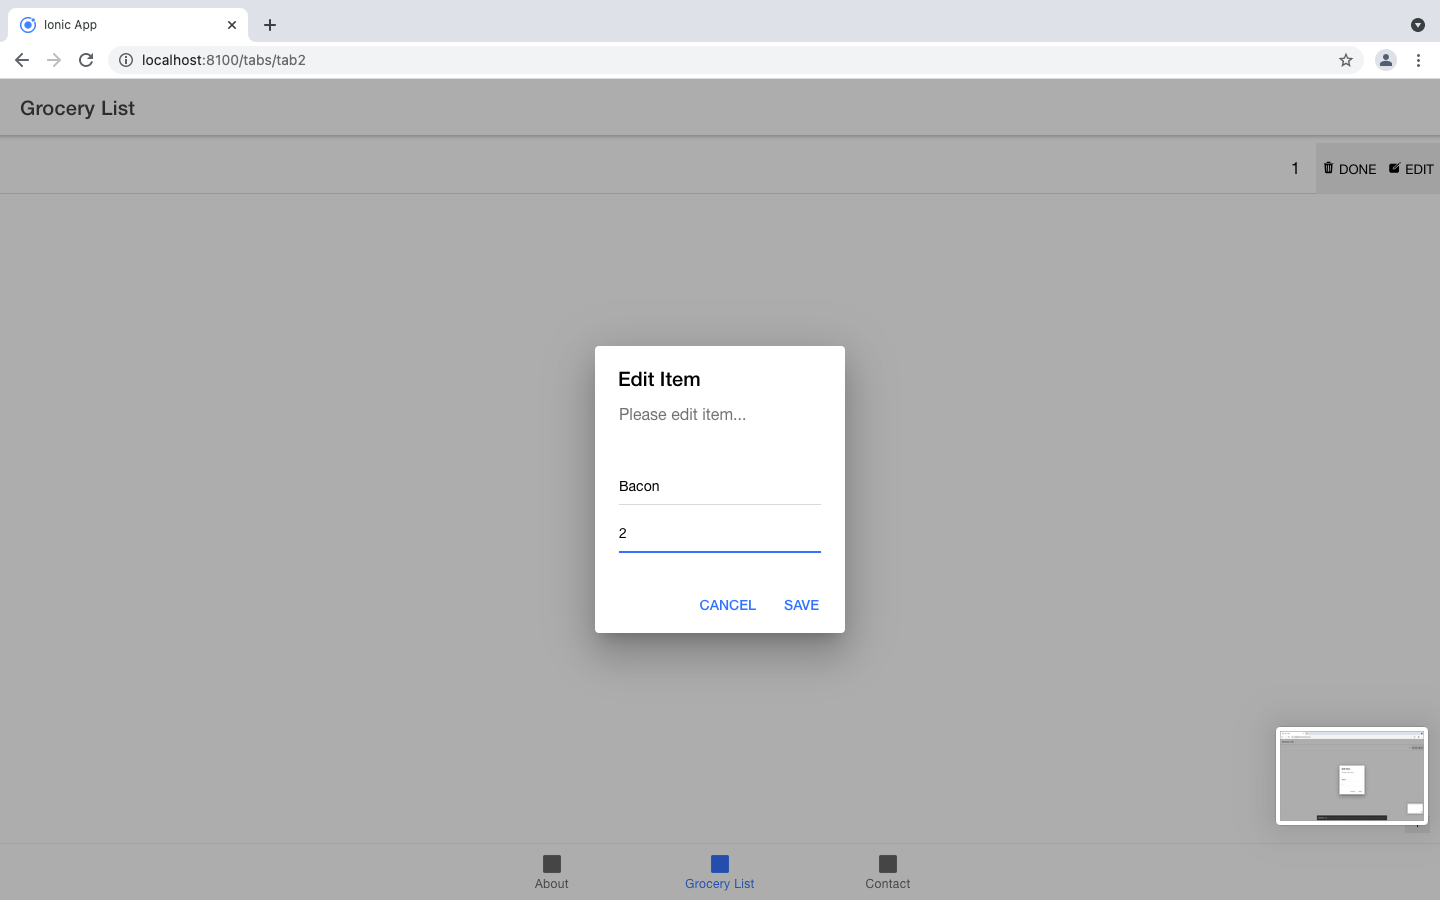 Ionic App
localhost:8100/tabs/tab2
Grocery List
1 DONE EDIT
Edit Item
Please edit item...
Bacon
2
CANCEL SAVE
About Grocery List Contact